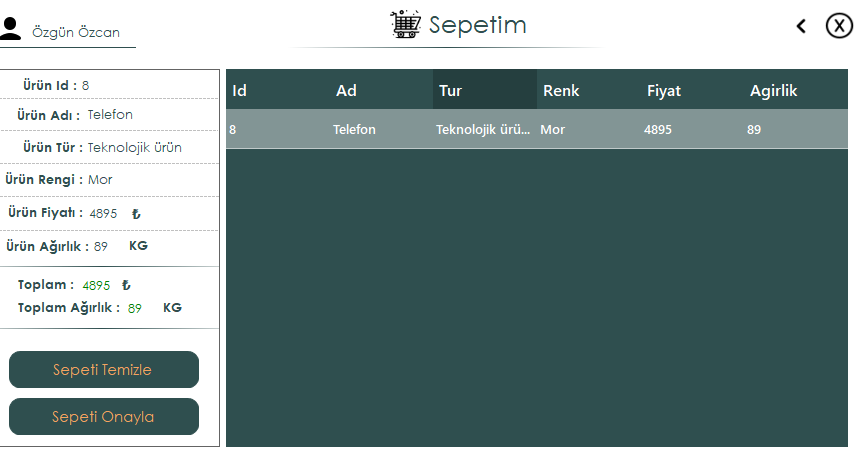 Özgün Özcan
Sepetim
X
Ürün Id : 8
Ürün Adı : Telefon
Ürün Tür : Teknolojik ürün
Ürün Rengi : Mor
Ürün Fiyatı : 4895 ₺
Ürün Ağırlık : 89 KG
Toplam : 4895 ₺
Toplam Ağırlık : 89 KG
Sepeti Temizle
Sepeti Onayla
Id Ad Tur Renk Fiyat Agirlik
8 Telefon Teknolojik ürü... Mor 4895 89